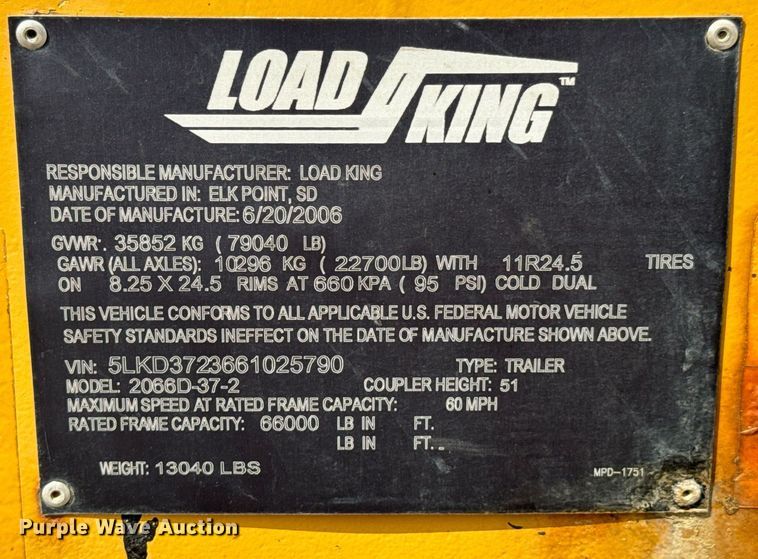 LOAD KING™
RESPONSIBLE MANUFACTURER: LOAD KING
MANUFACTURED IN: ELK POINT, SD
DATE OF MANUFACTURE: 6/20/2006
GVWR: 35852 KG ( 79040 LB)
GAWR (ALL AXLES): 10296 KG ( 22700LB) WITH 11R24.5 TIRES
ON 8.25 X 24.5 RIMS AT 660 KPA ( 95 PSI) COLD DUAL
THIS VEHICLE CONFORMS TO ALL APPLICABLE U.S. FEDERAL MOTOR VEHICLE
SAFETY STANDARDS INEFFECT ON THE DATE OF MANUFACTURE SHOWN ABOVE.
VIN: 5LKD3723661025790 TYPE: TRAILER
MODEL: 2066D-37-2 COUPLER HEIGHT: 51
MAXIMUM SPEED AT RATED FRAME CAPACITY: 60 MPH
RATED FRAME CAPACITY: 66000 LB IN FT.
LB IN FT.
WEIGHT: 13040 LBS
MPD-1751
Purple Wave Auction